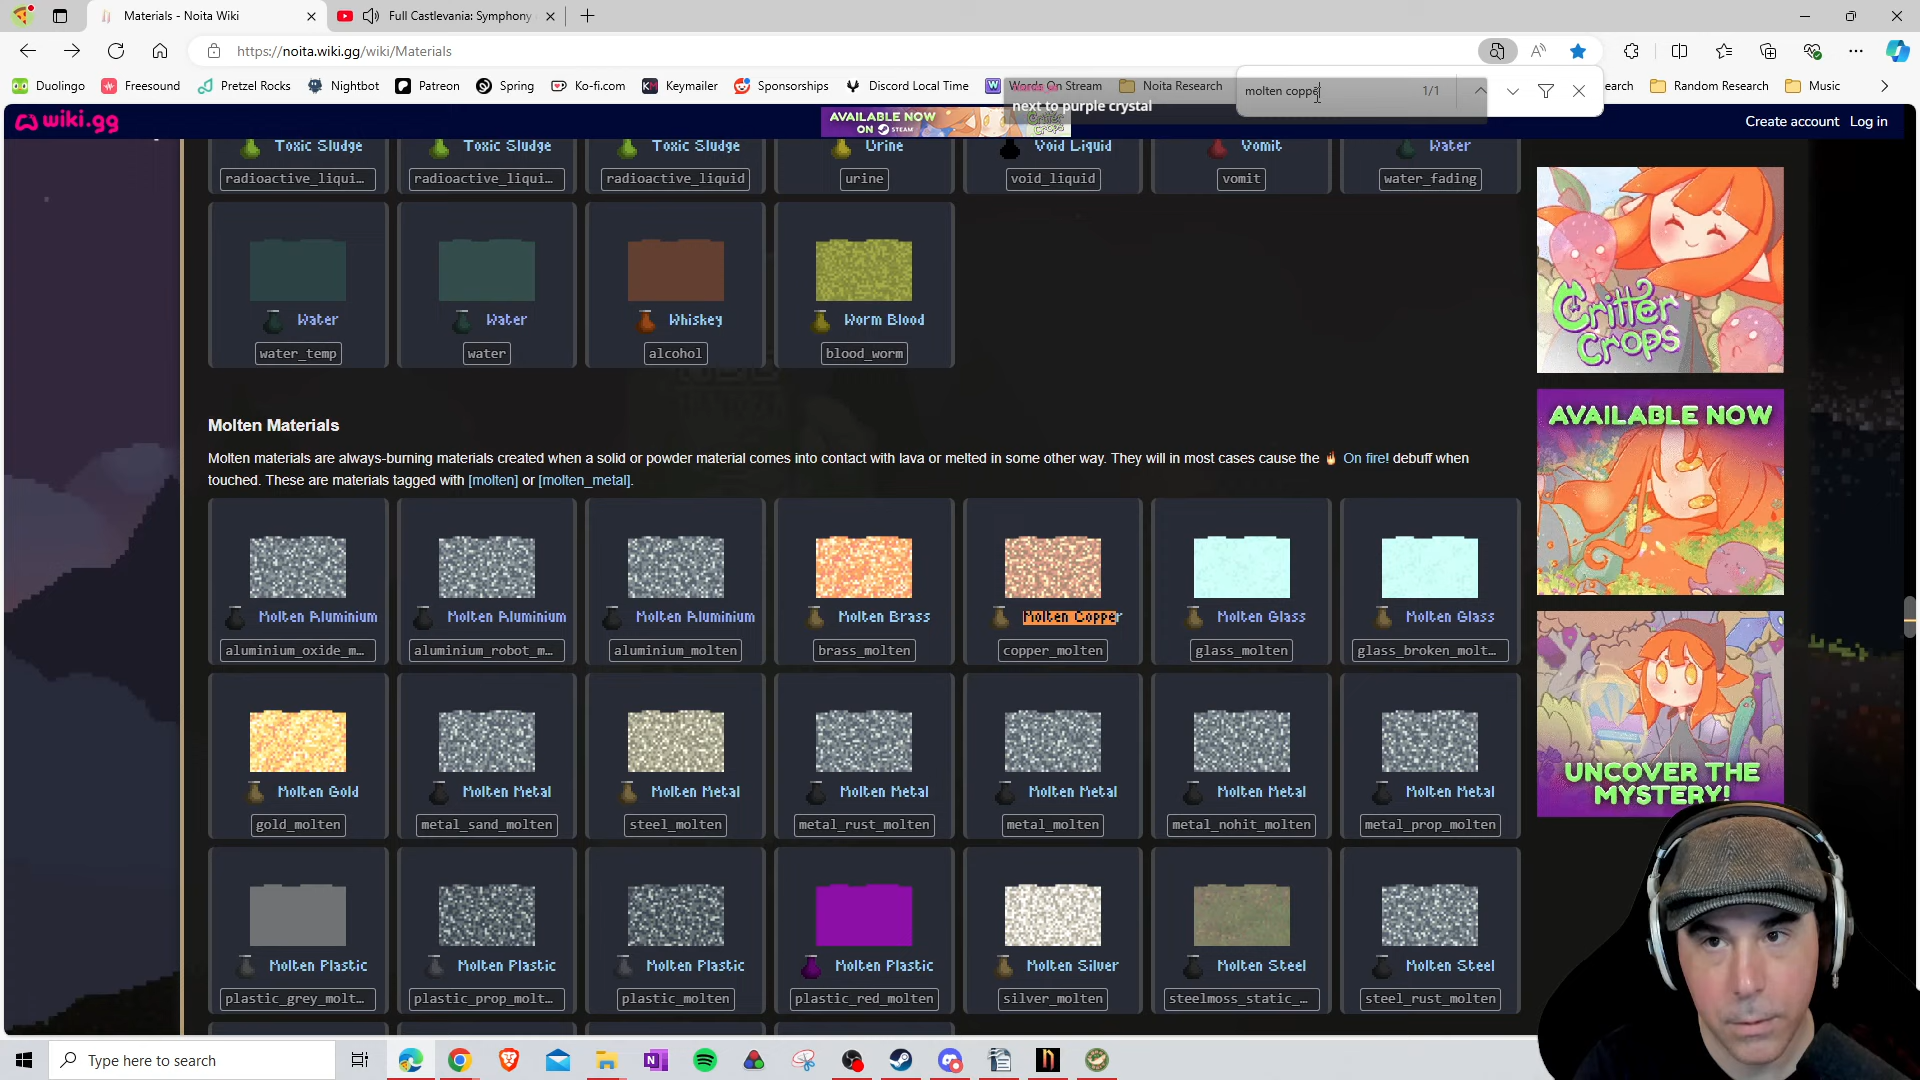 Materials - Noita Wiki
Full Castlevania: Symphony
https://noita.wiki.gg/wiki/Materials
Duolingo
Freesound
Pretzel Rocks
Nightbot
Patreon
Spring
Ko-fi.com
Keymailer
Sponsorships
Discord Local Time
Words On Stream
Noita Research
earch
Random Research
Music
molten coppe
1/1
next to purple crystal
wiki.gg
AVAILABLE NOW
ON STEAM
Create account Log in
Toxic Sludge Toxic Sludge Toxic Sludge Urine Void Liquid Vomit Water
radioactive_liqui... radioactive_liqui... radioactive_liquid urine void_liquid vomit water_fading
Water Water Whiskey Worm Blood
water_temp water alcohol blood_worm
Molten Materials
Molten materials are always-burning materials created when a solid or powder material comes into contact with lava or melted in some other way. They will in most cases cause the On fire! debuff when
touched. These are materials tagged with [molten] or [molten_metal].
Molten Aluminium Molten Aluminium Molten Aluminium Molten Brass Molten Copper Molten Glass Molten Glass
aluminium_oxide_m... aluminium_robot_m... aluminium_molten brass_molten copper_molten glass_molten glass_broken_molt...
Molten Gold Molten Metal Molten Metal Molten Metal Molten Metal Molten Metal Molten Metal
gold_molten metal_sand_molten steel_molten metal_rust_molten metal_molten metal_nohit_molten metal_prop_molten
Molten Plastic Molten Plastic Molten Plastic Molten Plastic Molten Silver Molten Steel Molten Steel
plastic_grey_molt... plastic_prop_molt... plastic_molten plastic_red_molten silver_molten steelmoss_static_... steel_rust_molten
Critter
Crops
AVAILABLE NOW
UNCOVER THE
MYSTERY!
Type here to search